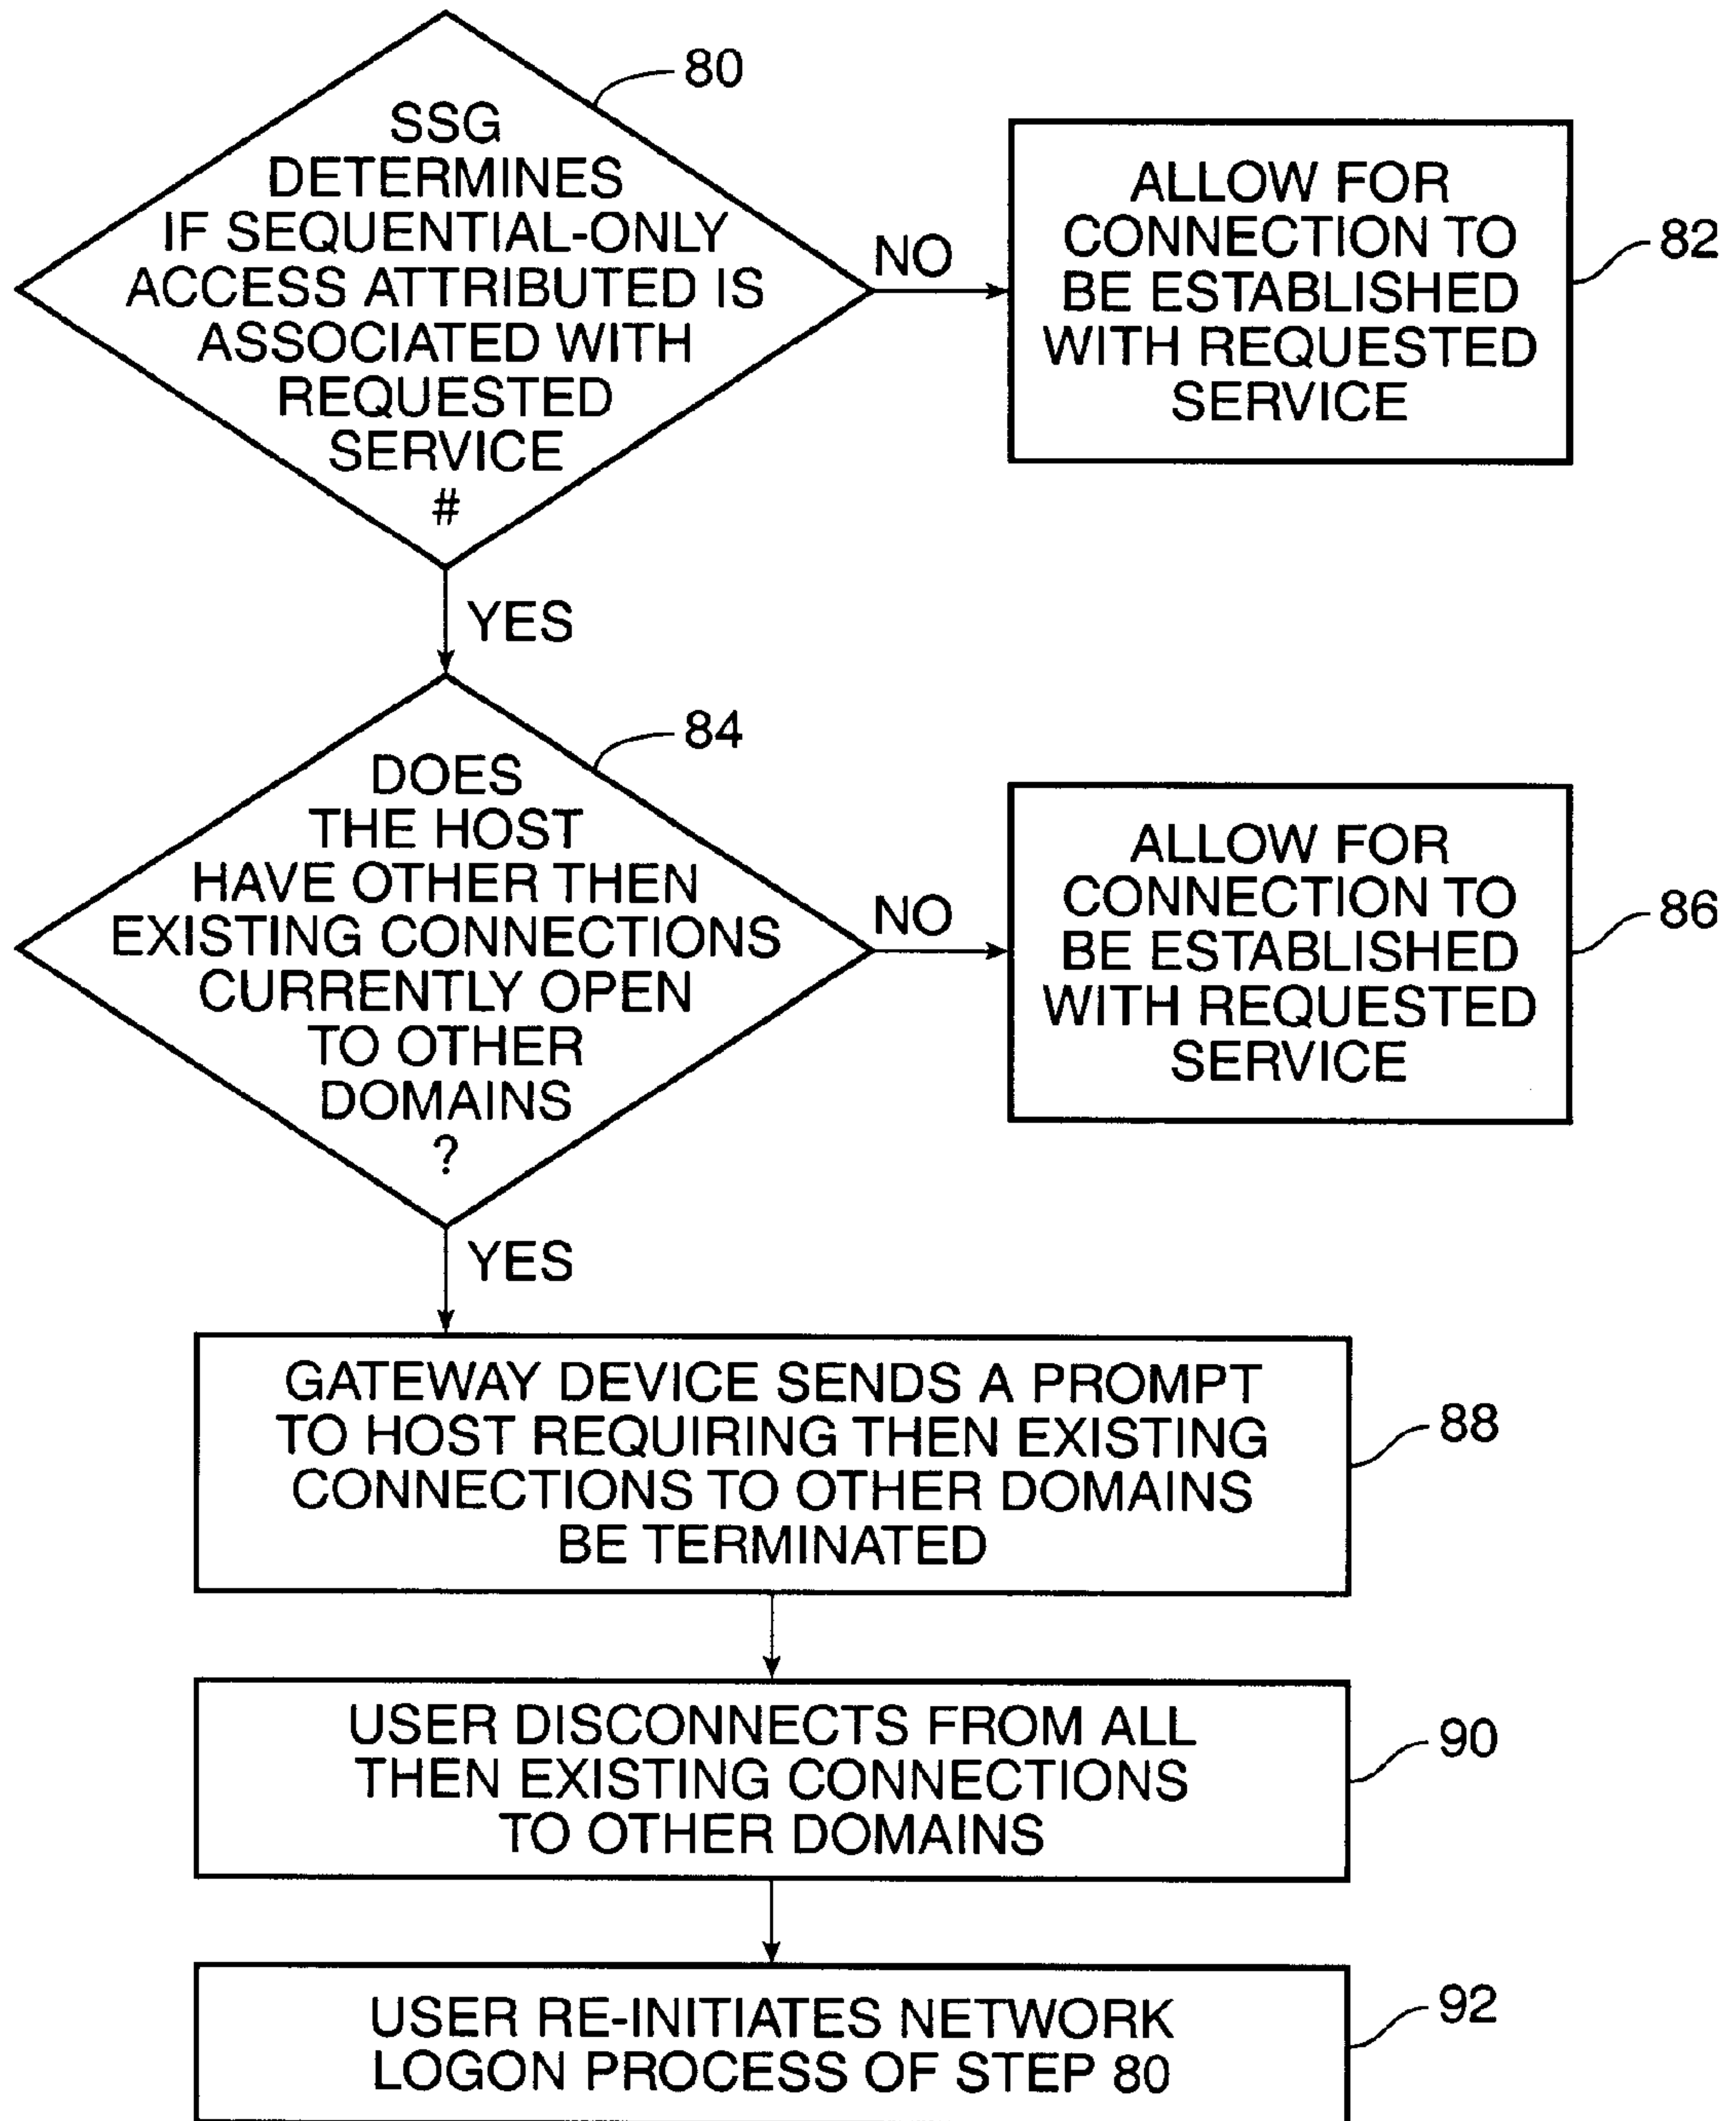 80
SSG
DETERMINES
IF SEQUENTIAL-ONLY
ACCESS ATTRIBUTED IS
ASSOCIATED WITH
REQUESTED
SERVICE
#
NO
ALLOW FOR
CONNECTION TO
BE ESTABLISHED
WITH REQUESTED
SERVICE
82
YES
84
DOES
THE HOST
HAVE OTHER THEN
EXISTING CONNECTIONS
CURRENTLY OPEN
TO OTHER
DOMAINS
?
NO
ALLOW FOR
CONNECTION TO
BE ESTABLISHED
WITH REQUESTED
SERVICE
86
YES
GATEWAY DEVICE SENDS A PROMPT
TO HOST REQUIRING THEN EXISTING
CONNECTIONS TO OTHER DOMAINS
BE TERMINATED
88
USER DISCONNECTS FROM ALL
THEN EXISTING CONNECTIONS
TO OTHER DOMAINS
90
USER RE-INITIATES NETWORK
LOGON PROCESS OF STEP 80
92